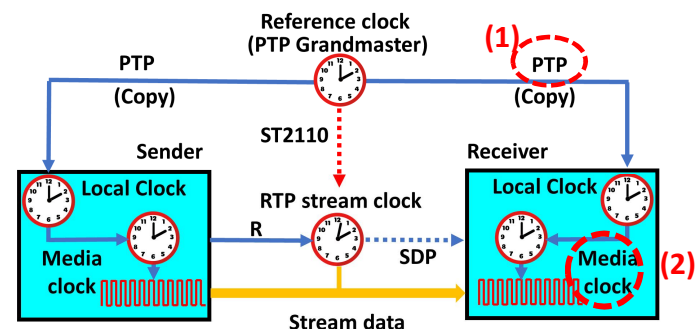 Reference clock
(PTP Grandmaster)
(1)
PTP
PTP
(Copy)
(Copy)
ST2110
Sender
Receiver
Local Clock
Local Clock
RTP stream clock
R
SDP
Media
clock
Media
clock
(2)
Stream data